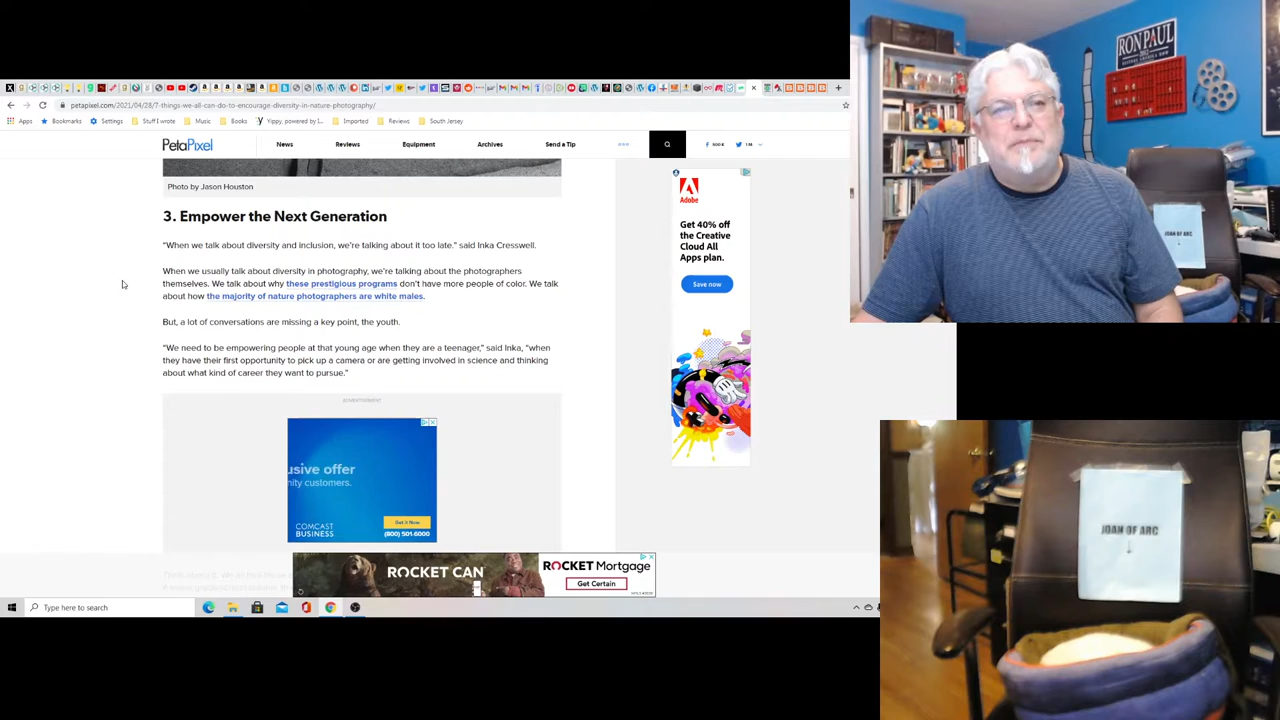 petapixel.com/2021/04/28/7-things-we-all-can-do-to-encourage-diversity-in-nature-photography/
Apps Bookmarks Settings Stuff I wrote Music Books Yippy, powered by I... Imported Reviews South Jersey
PetaPixel News Reviews Equipment Archives Send a Tip
Photo by Jason Houston
3. Empower the Next Generation
“When we talk about diversity and inclusion, we’re talking about it too late.” said Inka Cresswell.
When we usually talk about diversity in photography, we’re talking about the photographers
themselves. We talk about why these prestigious programs don’t have more people of color. We talk
about how the majority of nature photographers are white males.
But, a lot of conversations are missing a key point, the youth.
“We need to be empowering people at that young age when they are a teenager,” said Inka, “when
they have their first opportunity to pick up a camera or are getting involved in science and thinking
about what kind of career they want to pursue.”
ADVERTISEMENT
usive offer
nity customers.
COMCAST
BUSINESS
Get It Now
(800) 501-6000
Adobe
Get 40% off
the Creative
Cloud All
Apps plan.
Save now
ROCKET CAN
ROCKET Mortgage
Get Certain
Type here to search
RON PAUL
JOAN OF ARC
JOAN OF ARC